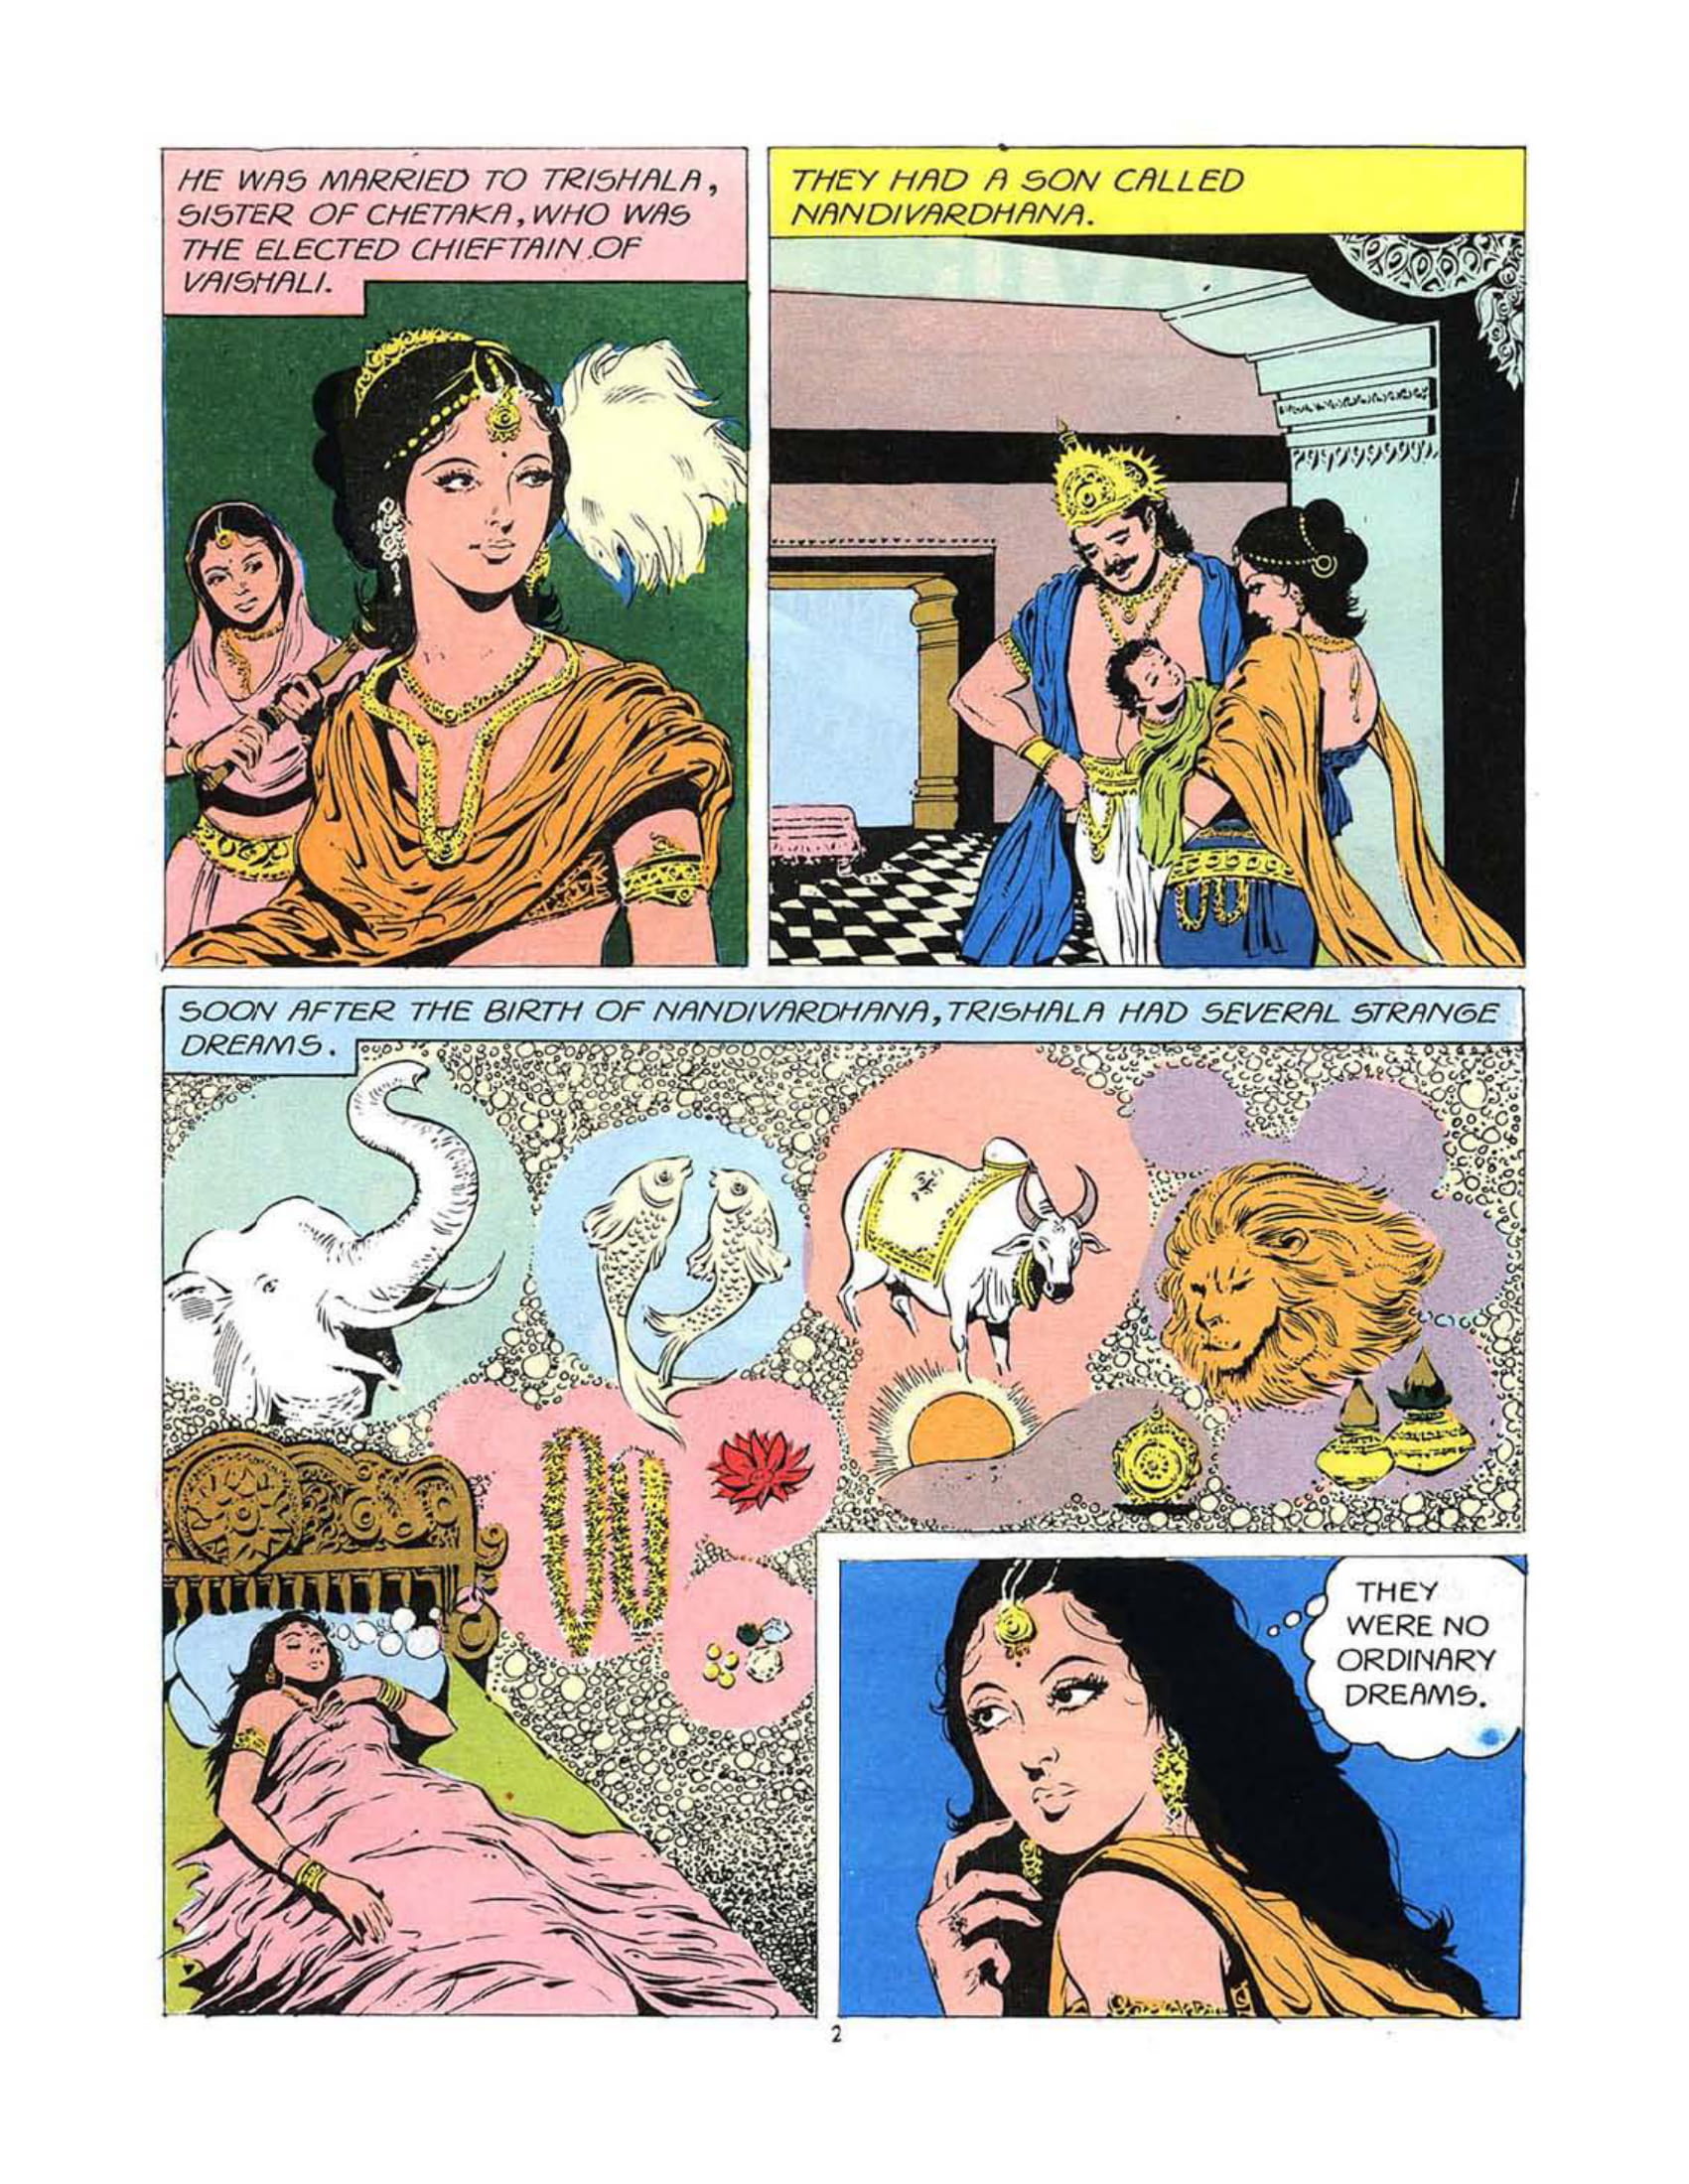 HE WAS MARRIED TO TRISHALA,
SISTER OF CHETAKA, WHO WAS
THE ELECTED CHIEFTAIN OF
VAISHALI.
THEY HAD A SON CALLED
NANDIVARDHANA.
SOON AFTER THE BIRTH OF NANDIVARDHANA, TRISHALA HAD SEVERAL STRANGE
DREAMS.
THEY
WERE NO
ORDINARY
DREAMS.
2